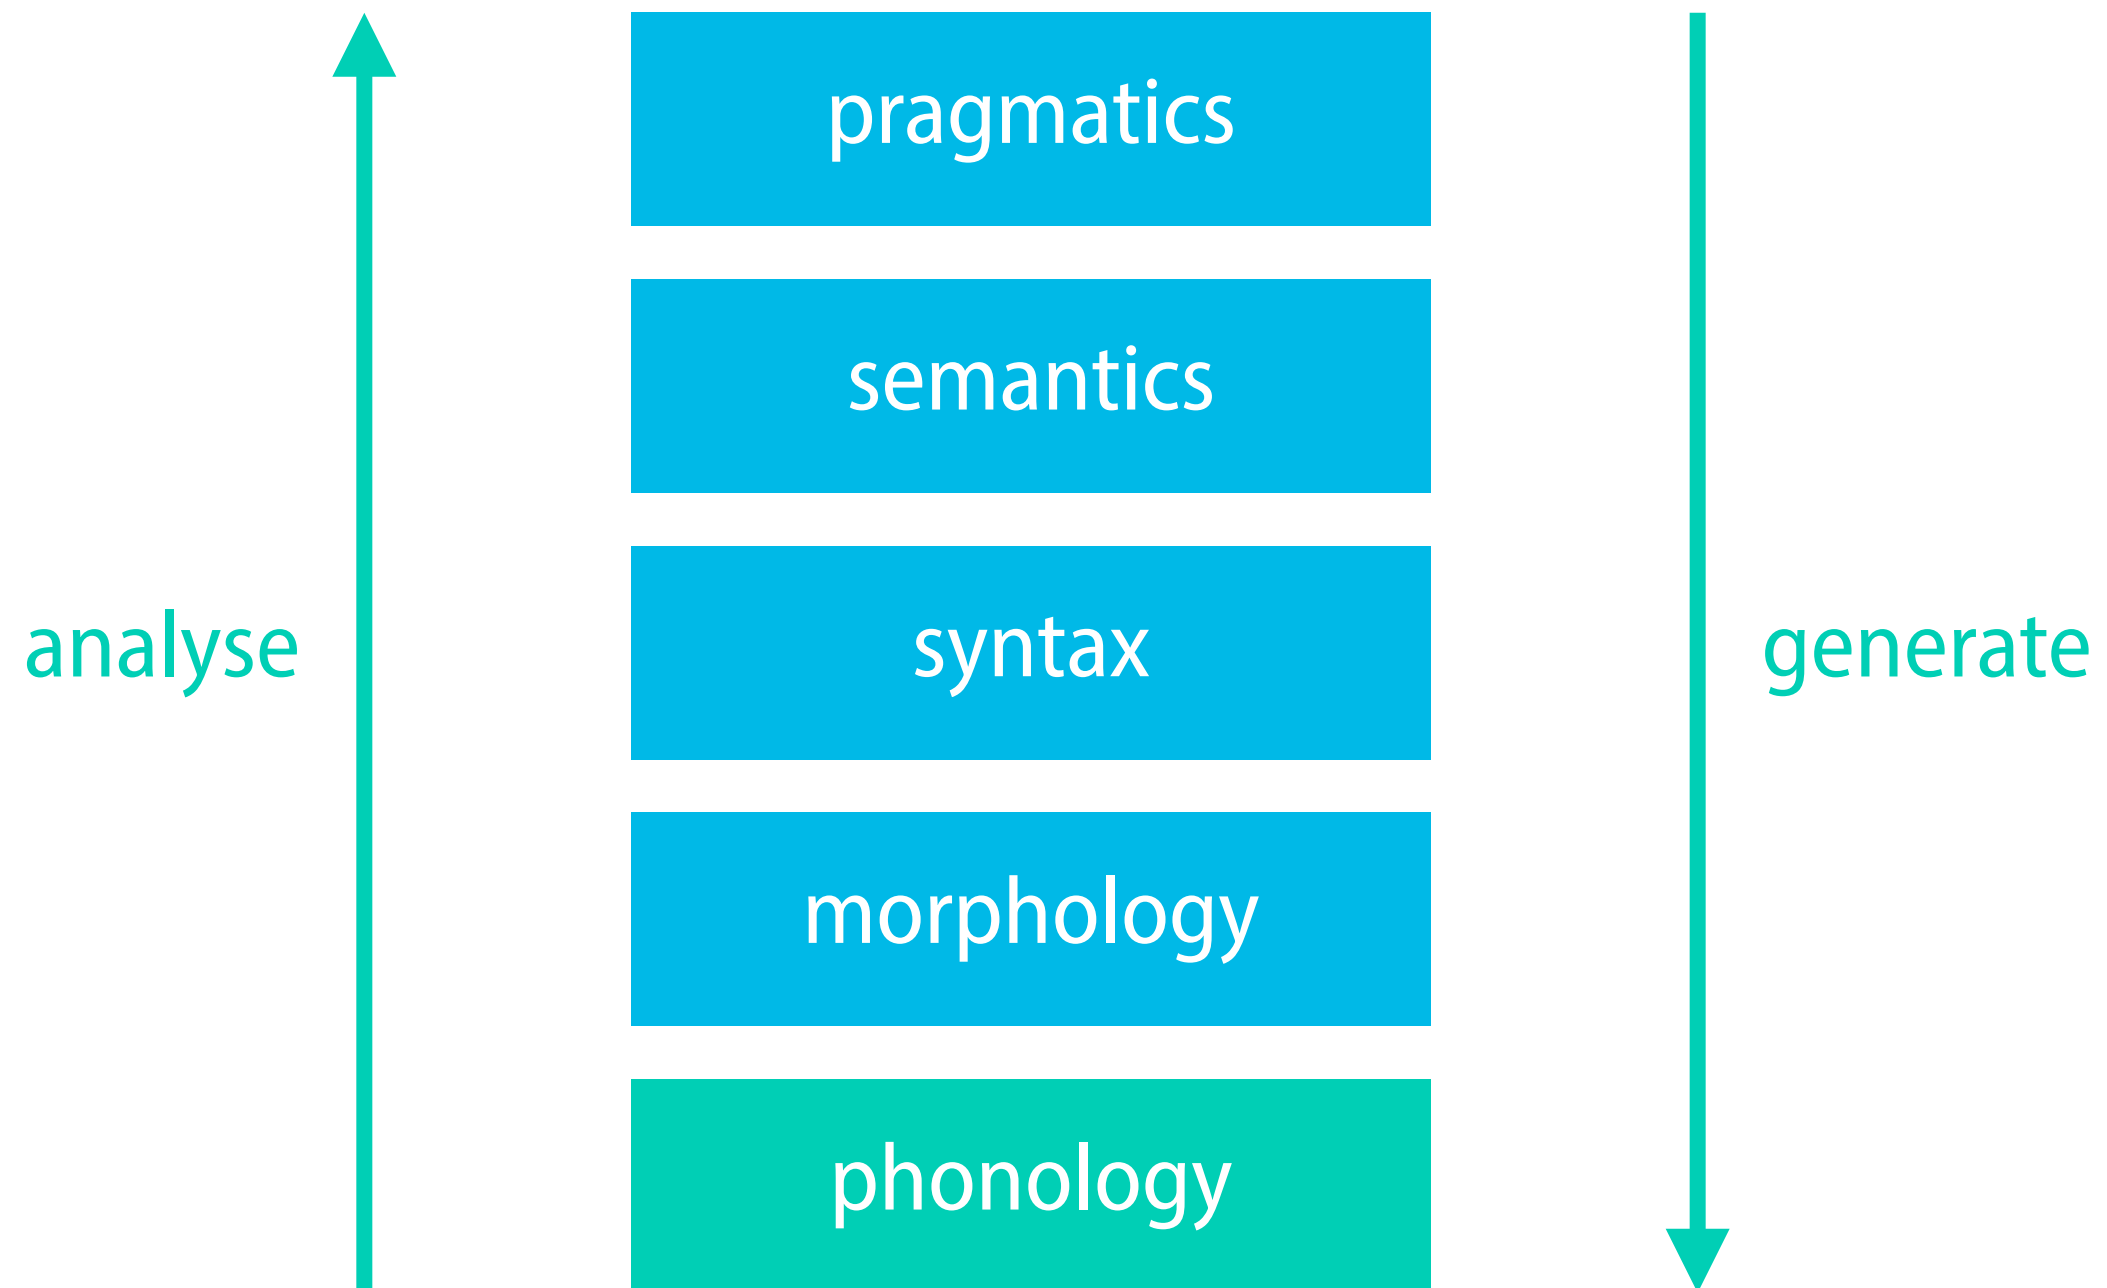 pragmatics
semantics
syntax
analyse
generate
morphology
phonology